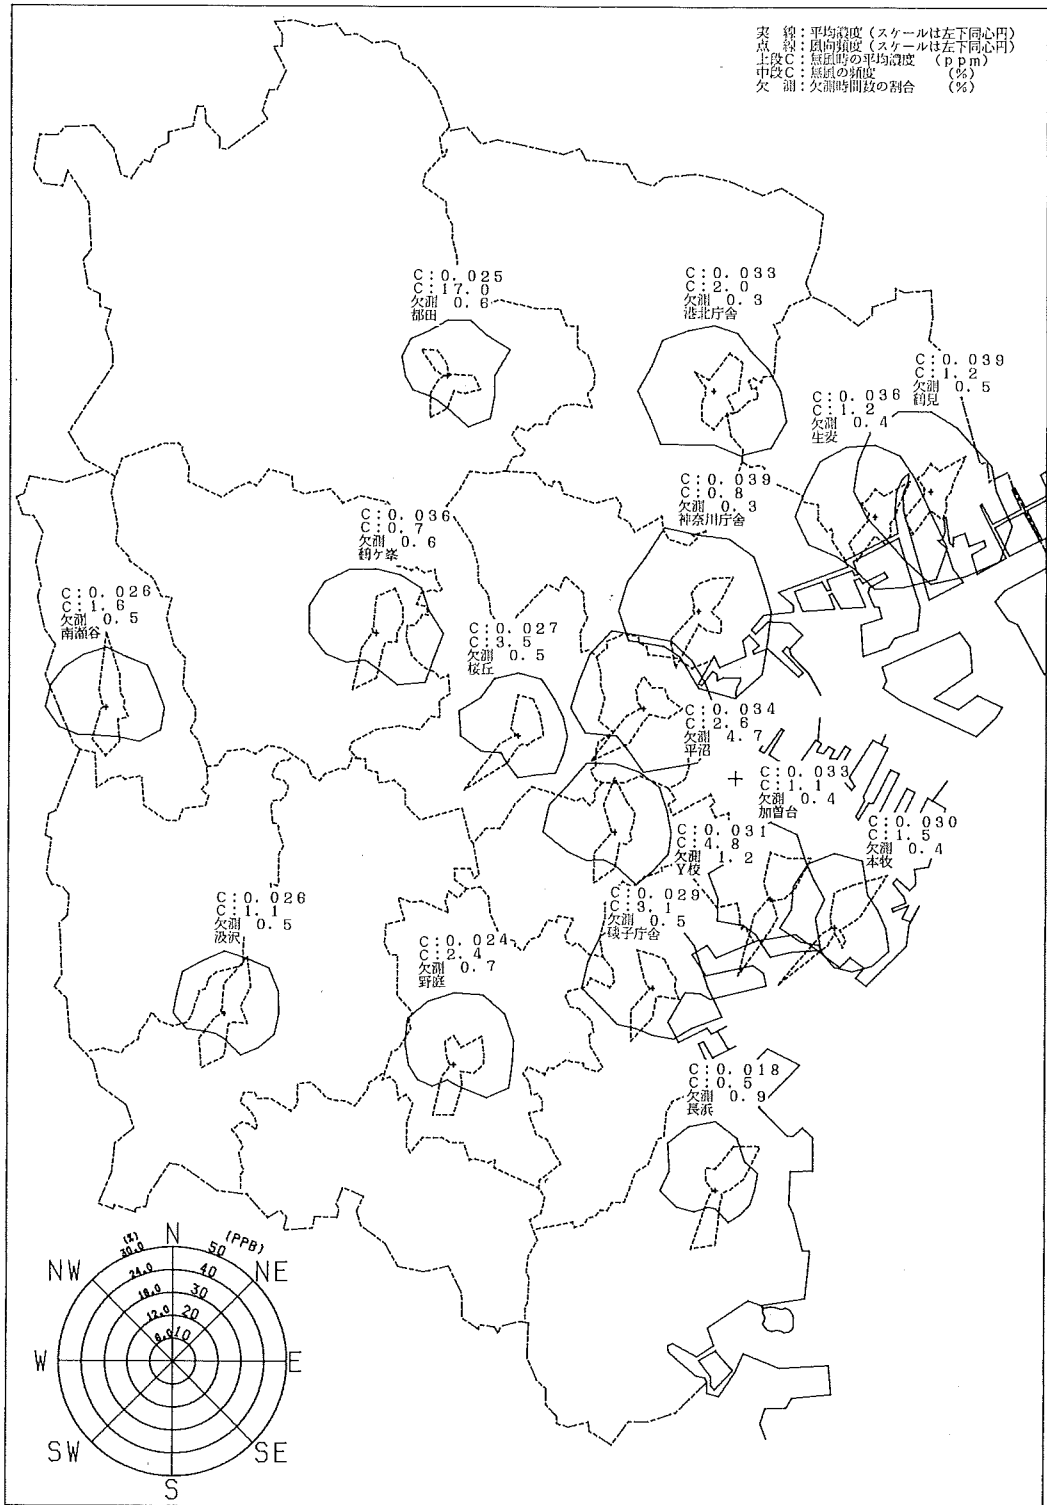 実 線：平均濃度（スケールは左下同心円）
点 線：風向頻度（スケールは左下同心円）
上段Ｃ：無風時の平均濃度 （ｐｐｍ）
中段Ｃ：無風の頻度 （％）
欠 測：欠測時間数の割合 （％）
C:0.025
C:17.0
欠測 0.6
都田
C:0.033
C:2.0
欠測 0.3
港北庁舎
C:0.039
C:1.2
欠測 0.5
鶴見
C:0.036
C:1.2
欠測 0.4
生麦
C:0.039
C:0.8
欠測 0.3
神奈川庁舎
C:0.036
C:0.7
欠測 0.6
鶴ケ峯
C:0.026
C:1.6
欠測 0.5
南瀬谷
C:0.027
C:3.5
欠測 0.5
桜丘
C:0.034
C:2.6
欠測 4.7
平沼
C:0.033
C:1.1
欠測 0.4
加曽台
C:0.030
C:1.5
欠測 0.4
本牧
C:0.031
C:4.8
欠測 1.2
Y校
C:0.029
C:3.1
欠測 0.5
磯子庁舎
C:0.026
C:1.1
欠測 0.5
汲沢
C:0.024
C:2.4
欠測 0.7
野庭
C:0.018
C:0.5
欠測 0.9
長浜
(%) N (PPB)
30.0 50
NW 24.0 40 NE
18.0 30
12.0 20
6.0 10
W E
SW SE
S